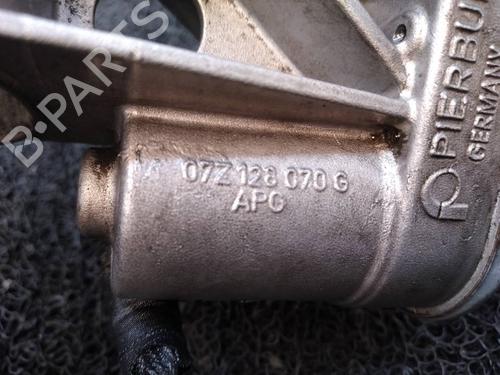 07Z 128 070 G
APG
PIERBU
GERMANY
B-PARTS